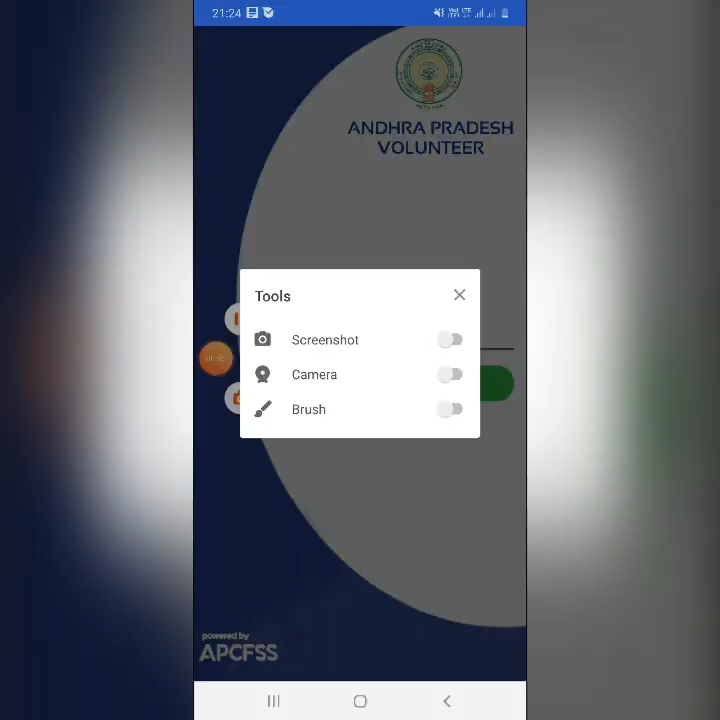 21:24
ANDHRA PRADESH
VOLUNTEER
Tools
Screenshot
Camera
Brush
powered by
APCFSS